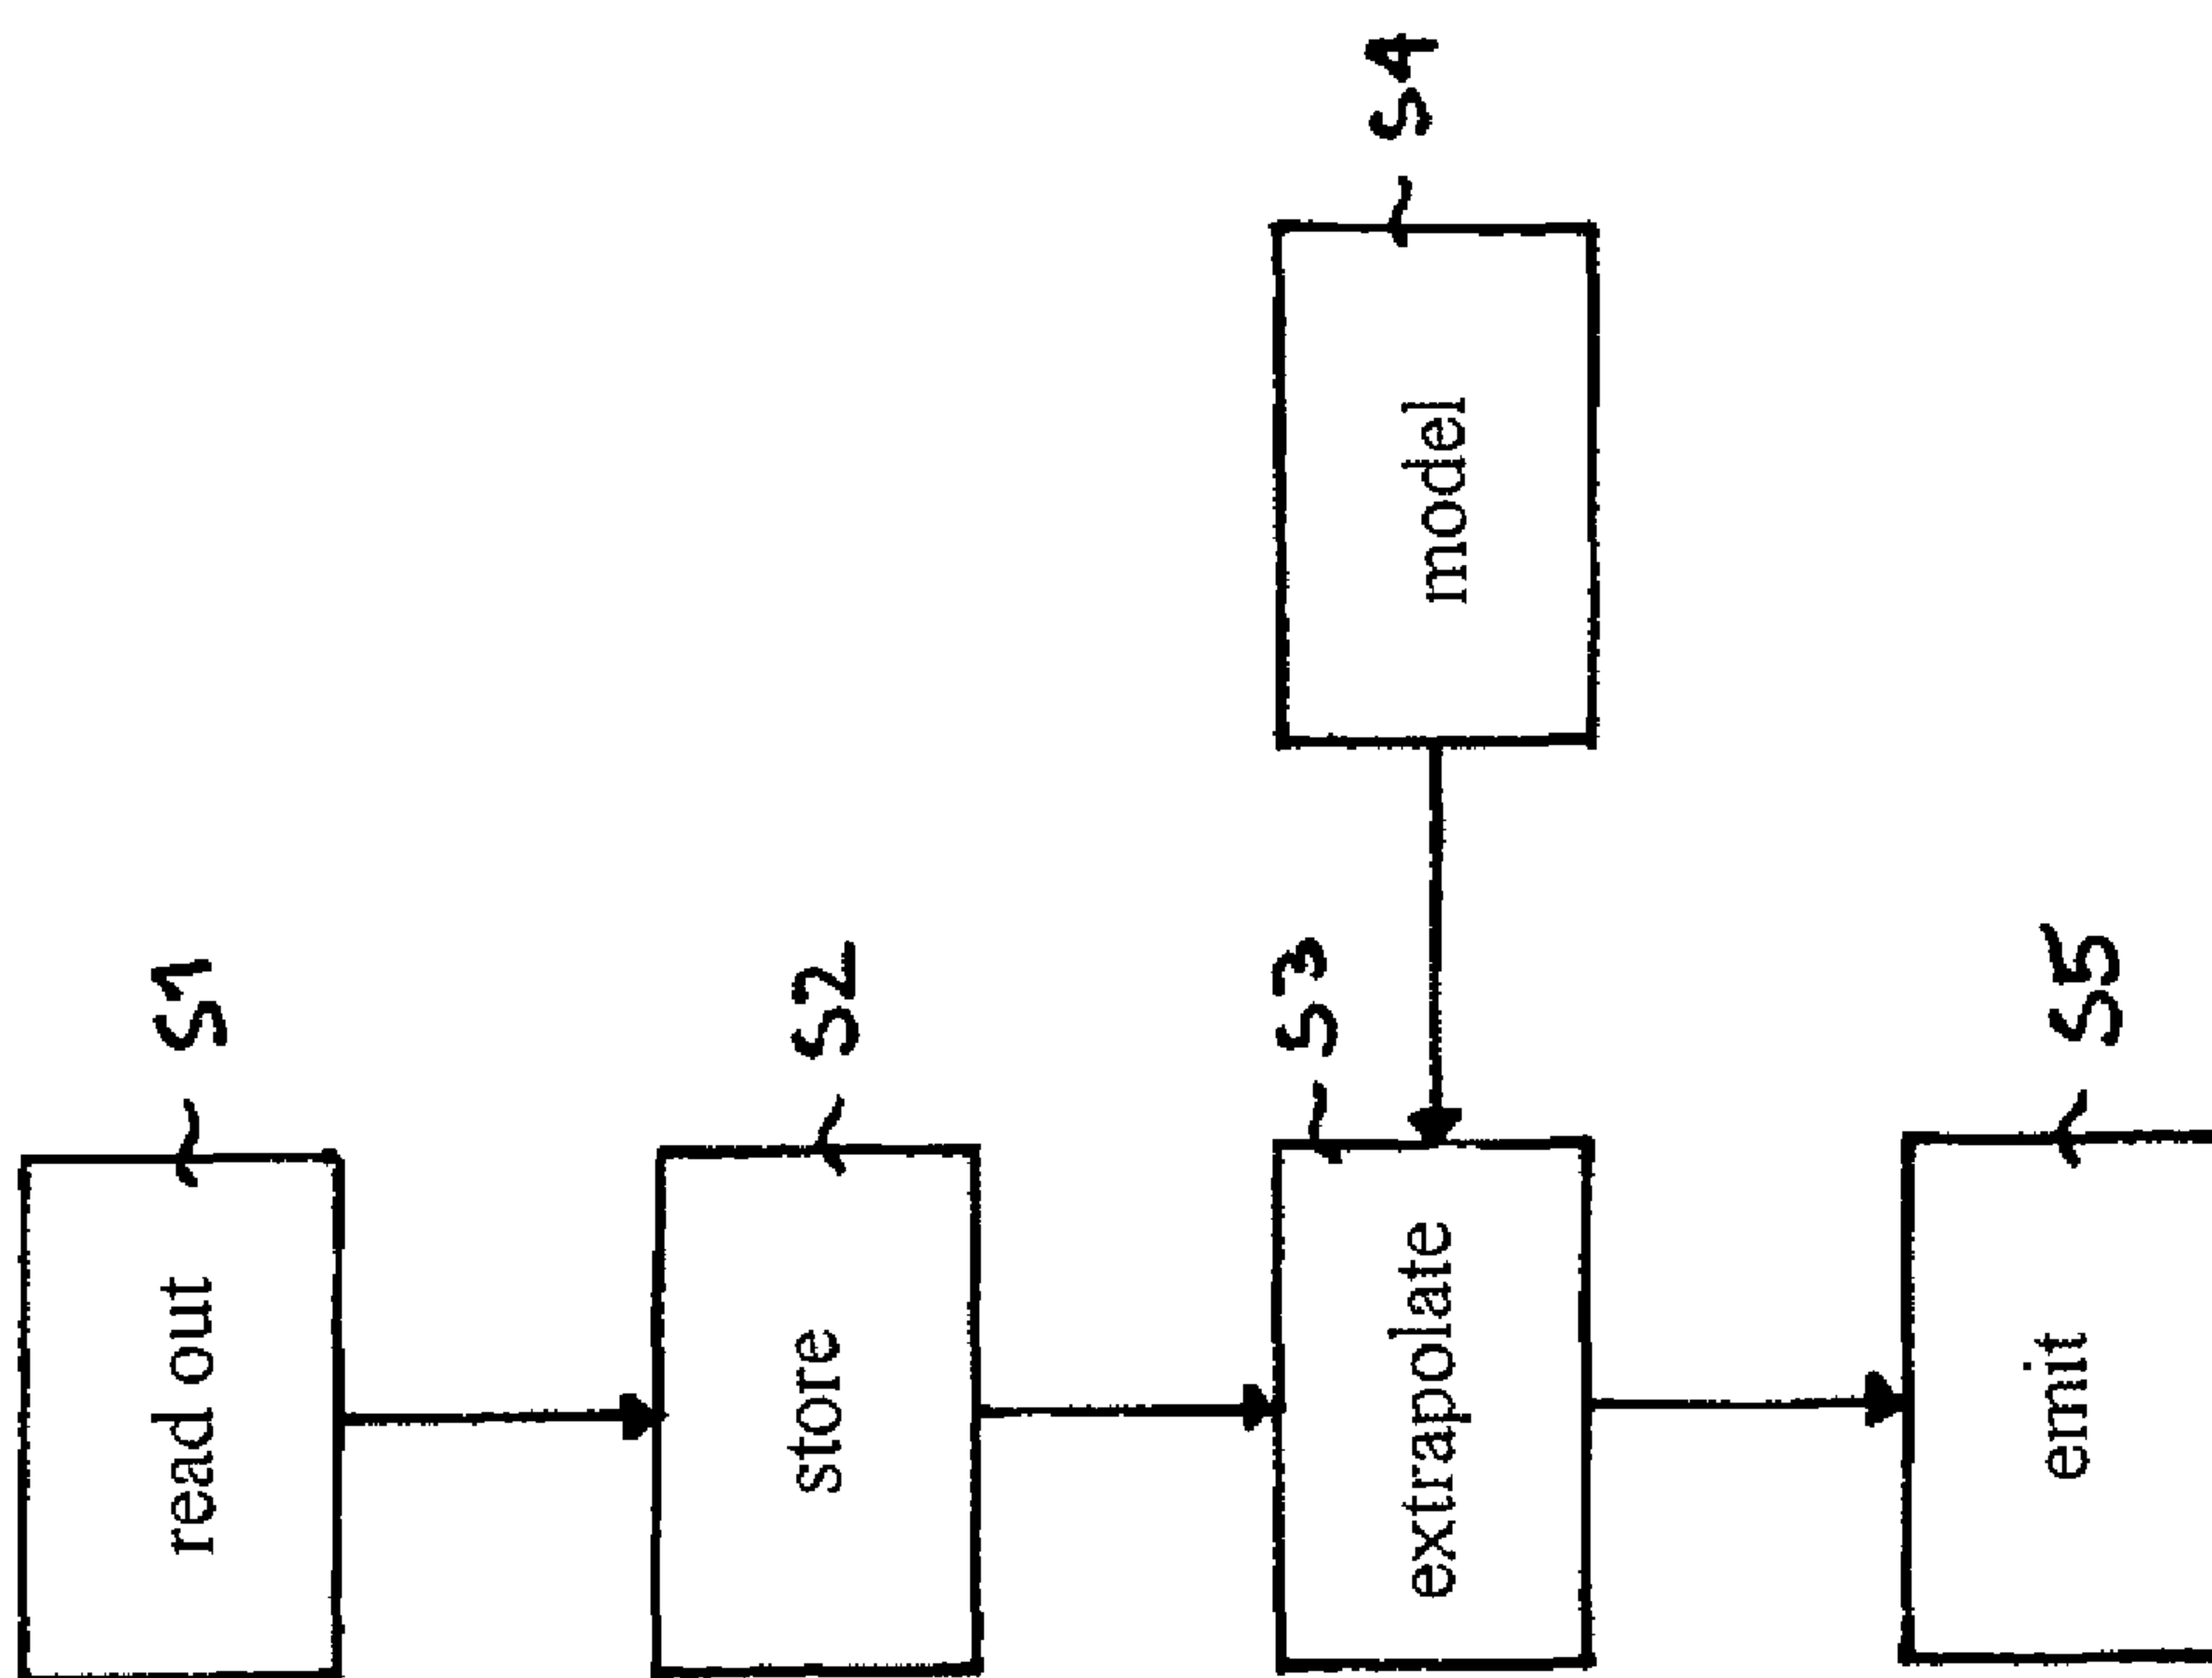 read out
S1
store
S2
extrapolate
S3
model
S4
emit
S5